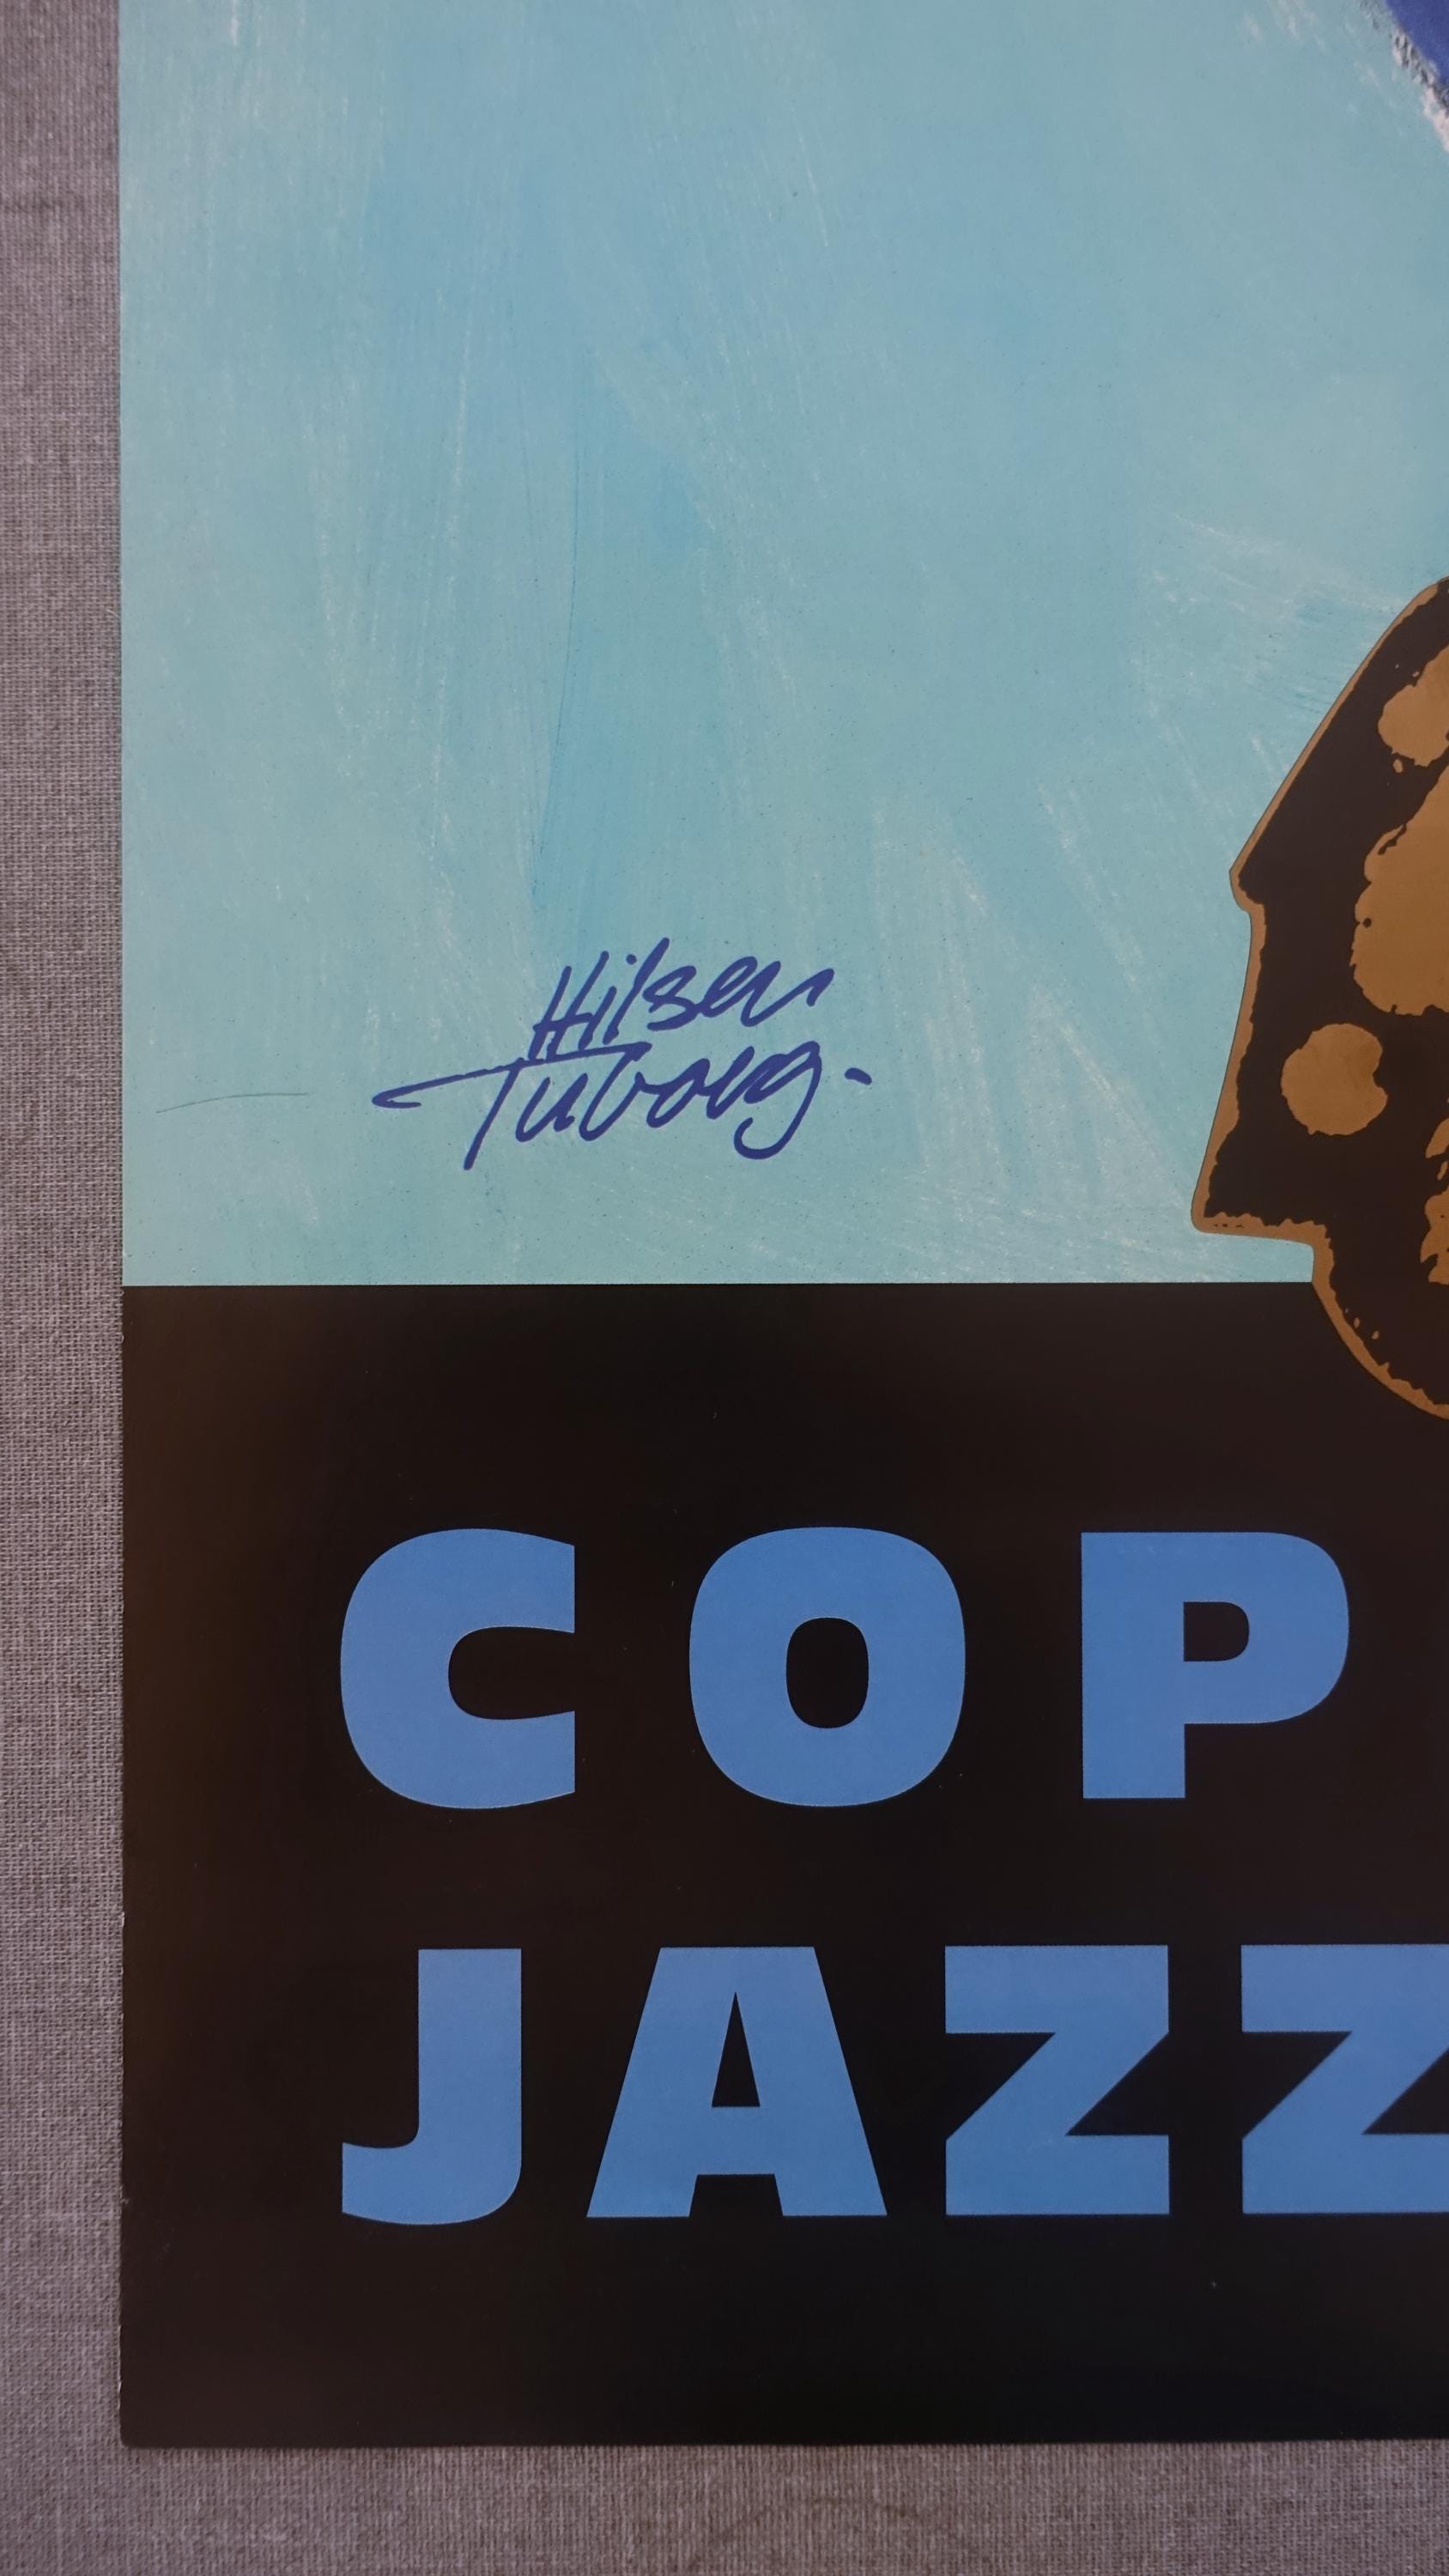 Hilsen
Tuborg.
COP
JAZZ